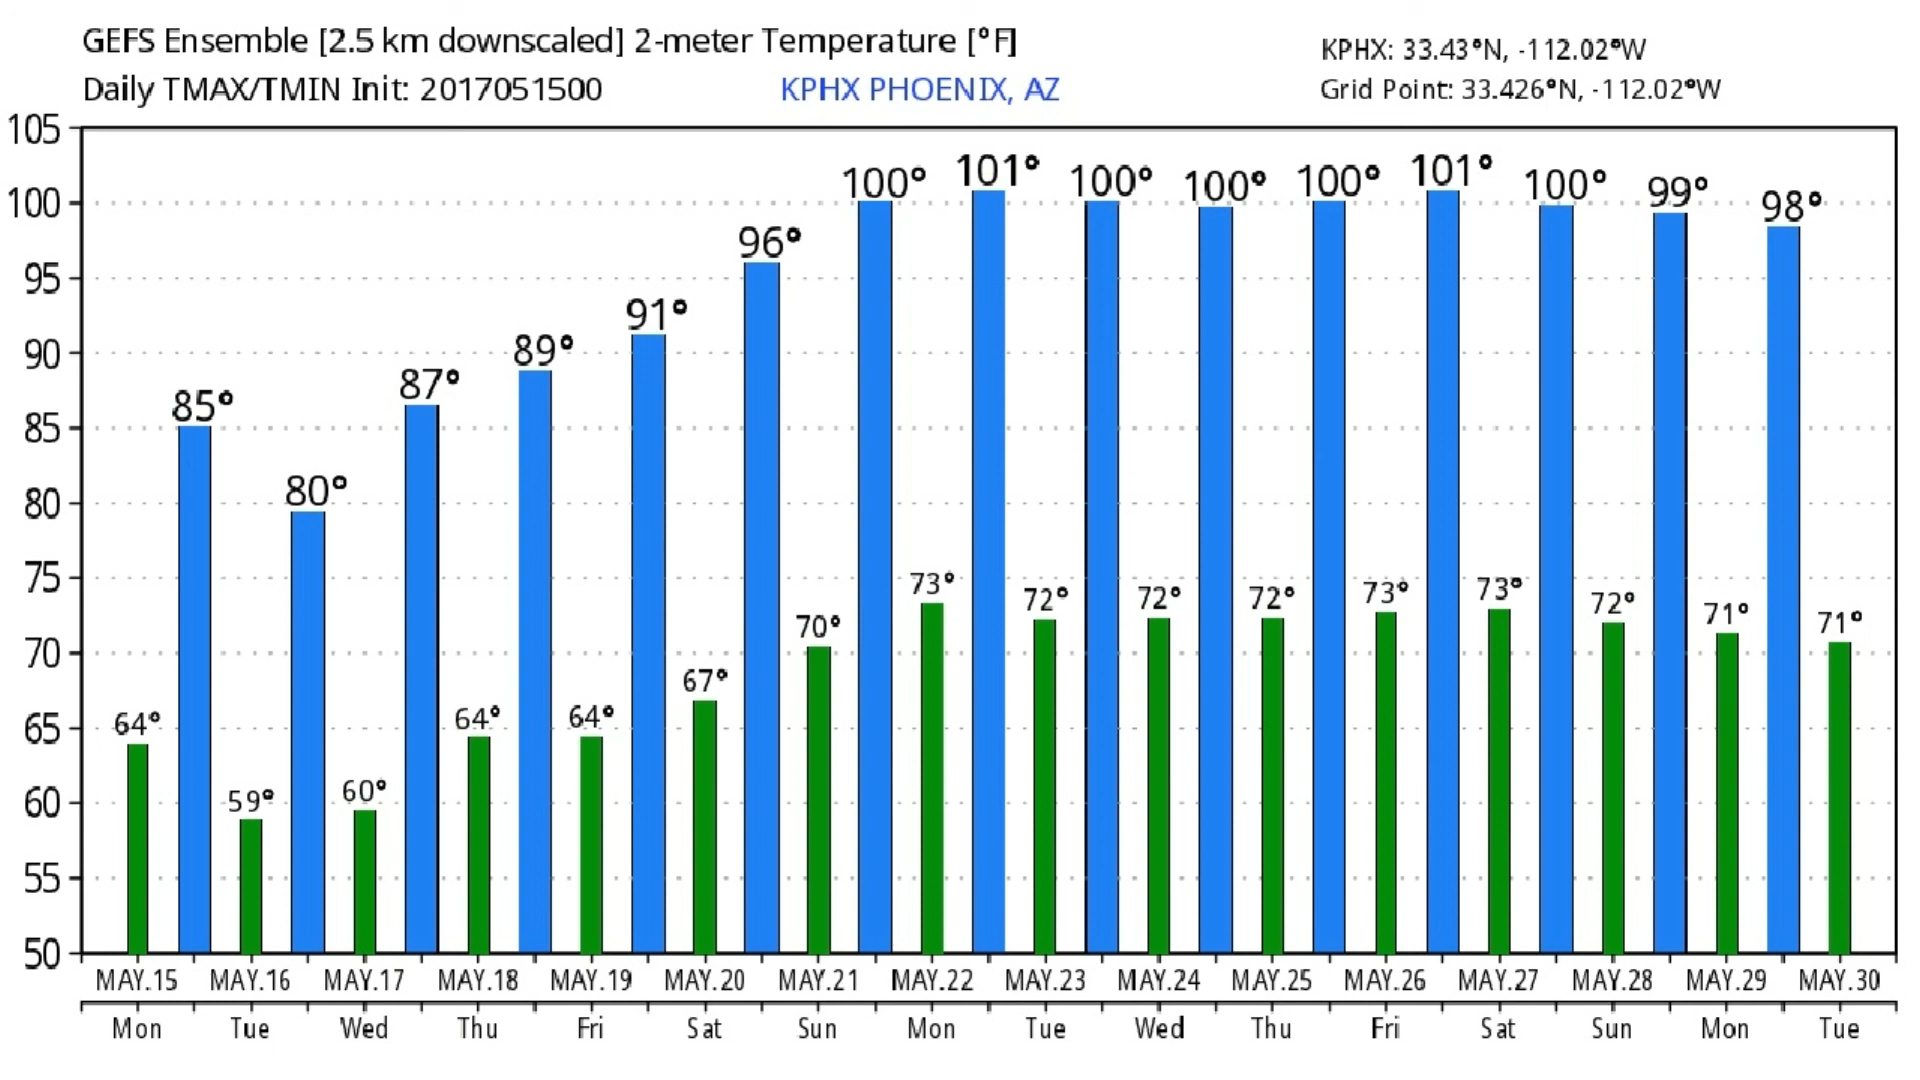 GEFS Ensemble [2.5 km downscaled] 2-meter Temperature [°F]
Daily TMAX/TMIN Init: 2017051500
KPHX PHOENIX, AZ
KPHX: 33.43°N, -112.02°W
Grid Point: 33.426°N, -112.02°W
105
100
95
90
85
80
75
70
65
60
55
50
85° 80° 87° 89° 91° 96° 100° 101° 100° 100° 100° 101° 100° 99° 98°
64° 59° 60° 64° 64° 67° 70° 73° 72° 72° 72° 73° 73° 72° 71° 71°
MAY.15 MAY.16 MAY.17 MAY.18 MAY.19 MAY.20 MAY.21 MAY.22 MAY.23 MAY.24 MAY.25 MAY.26 MAY.27 MAY.28 MAY.29 MAY.30
Mon Tue Wed Thu Fri Sat Sun Mon Tue Wed Thu Fri Sat Sun Mon Tue